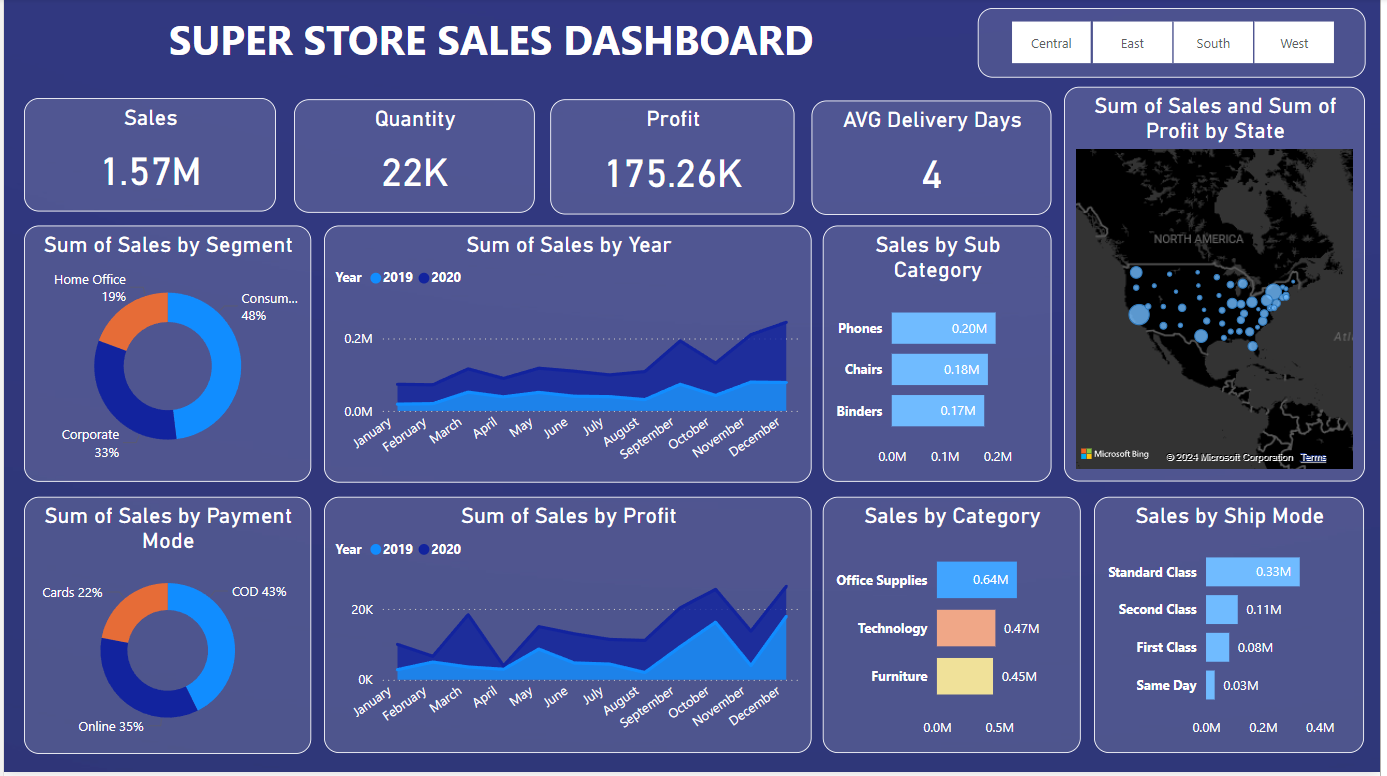 SUPER STORE SALES DASHBOARD
Central
East
South
West
Sales
1.57M
Quantity
22K
Profit
175.26K
AVG Delivery Days
4
Sum of Sales and Sum of
Profit by State
NORTH AMERICA
Microsoft Bing
© 2024 Microsoft Corporation Terms
Sum of Sales by Segment
Home Office
19%
Consum...
48%
Corporate
33%
Sum of Sales by Year
Year 2019 2020
0.2M
0.0M
January
February
March
April
May
June
July
August
September
October
November
December
Sales by Sub
Category
Phones
0.20M
Chairs
0.18M
Binders
0.17M
0.0M 0.1M 0.2M
Sum of Sales by Payment
Mode
Cards 22%
COD 43%
Online 35%
Sum of Sales by Profit
Year 2019 2020
20K
0K
January
February
March
April
May
June
July
August
September
October
November
December
Sales by Category
Office Supplies
0.64M
Technology
0.47M
Furniture
0.45M
0.0M 0.5M
Sales by Ship Mode
Standard Class
0.33M
Second Class
0.11M
First Class
0.08M
Same Day
0.03M
0.0M 0.2M 0.4M